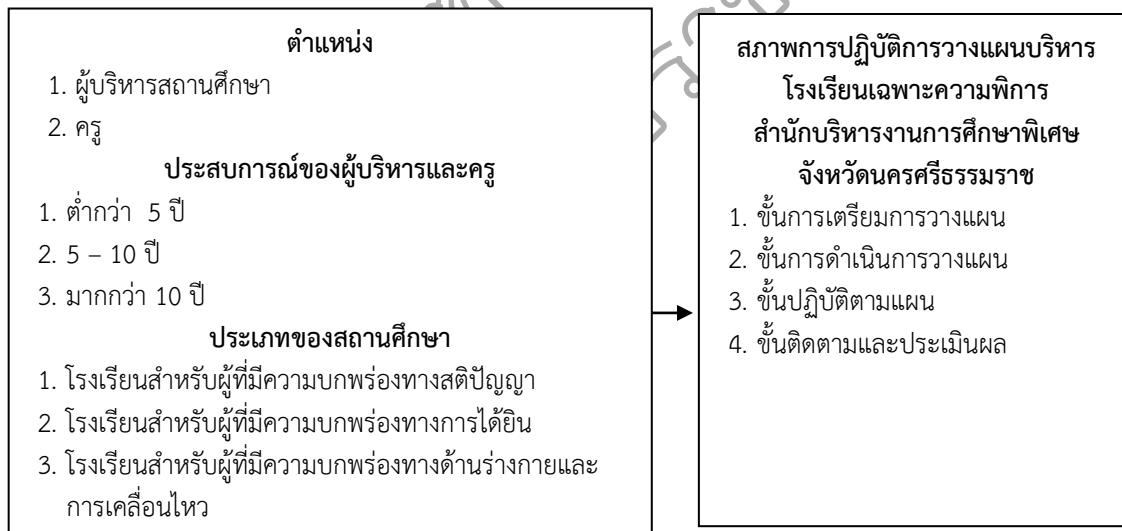 ตำแหน่ง
1. ผู้บริหารสถานศึกษา
2. ครู
ประสบการณ์ของผู้บริหารและครู
1. ต่ำกว่า 5 ปี
2. 5 – 10 ปี
3. มากกว่า 10 ปี
ประเภทของสถานศึกษา
1. โรงเรียนสำหรับผู้ที่มีความบกพร่องทางสติปัญญา
2. โรงเรียนสำหรับผู้ที่มีความบกพร่องทางการได้ยิน
3. โรงเรียนสำหรับผู้ที่มีความบกพร่องทางด้านร่างกายและ
การเคลื่อนไหว
สภาพการปฏิบัติการวางแผนบริหาร
โรงเรียนเฉพาะความพิการ
สำนักบริหารงานการศึกษาพิเศษ
จังหวัดนครศรีธรรมราช
1. ขั้นการเตรียมการวางแผน
2. ขั้นการดำเนินการวางแผน
3. ขั้นปฏิบัติตามแผน
4. ขั้นติดตามและประเมินผล